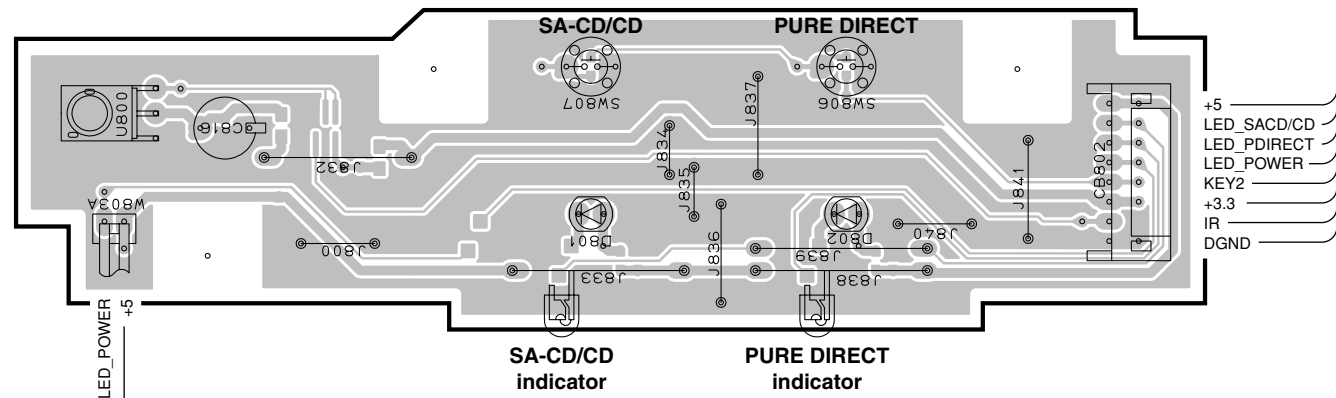 SA-CD/CD
PURE DIRECT
U800
C816
SW807
SW806
J837
J834
J835
J832
J841
CB802
W803A
J800
D801
D802
J836
J833
J839
J838
J840
+5
LED_SACD/CD
LED_PDIRECT
LED_POWER
KEY2
+3.3
IR
DGND
LED_POWER
+5
SA-CD/CD
indicator
PURE DIRECT
indicator